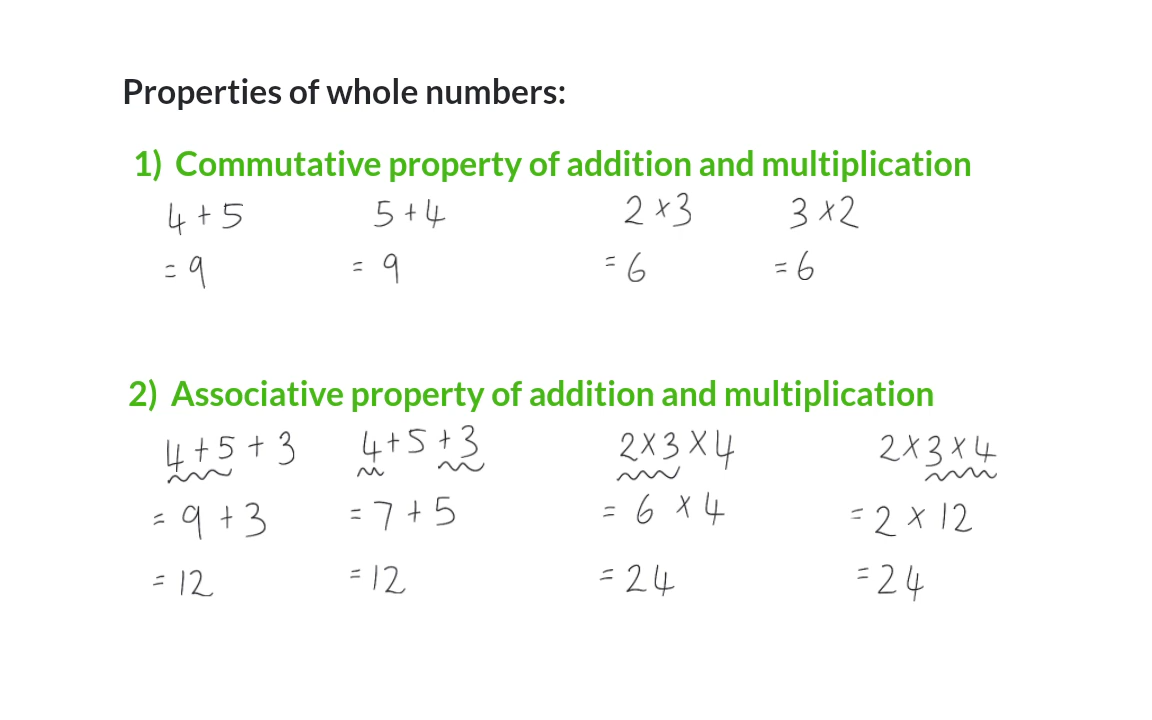 Properties of whole numbers:
1) Commutative property of addition and multiplication
4 + 5 5 + 4 2 × 3 3 × 2
= 9 = 9 = 6 = 6
2) Associative property of addition and multiplication
4 + 5 + 3 4 + 5 + 3 2 × 3 × 4 2 × 3 × 4
= 9 + 3 = 7 + 5 = 6 × 4 = 2 × 12
= 12 = 12 = 24 = 24